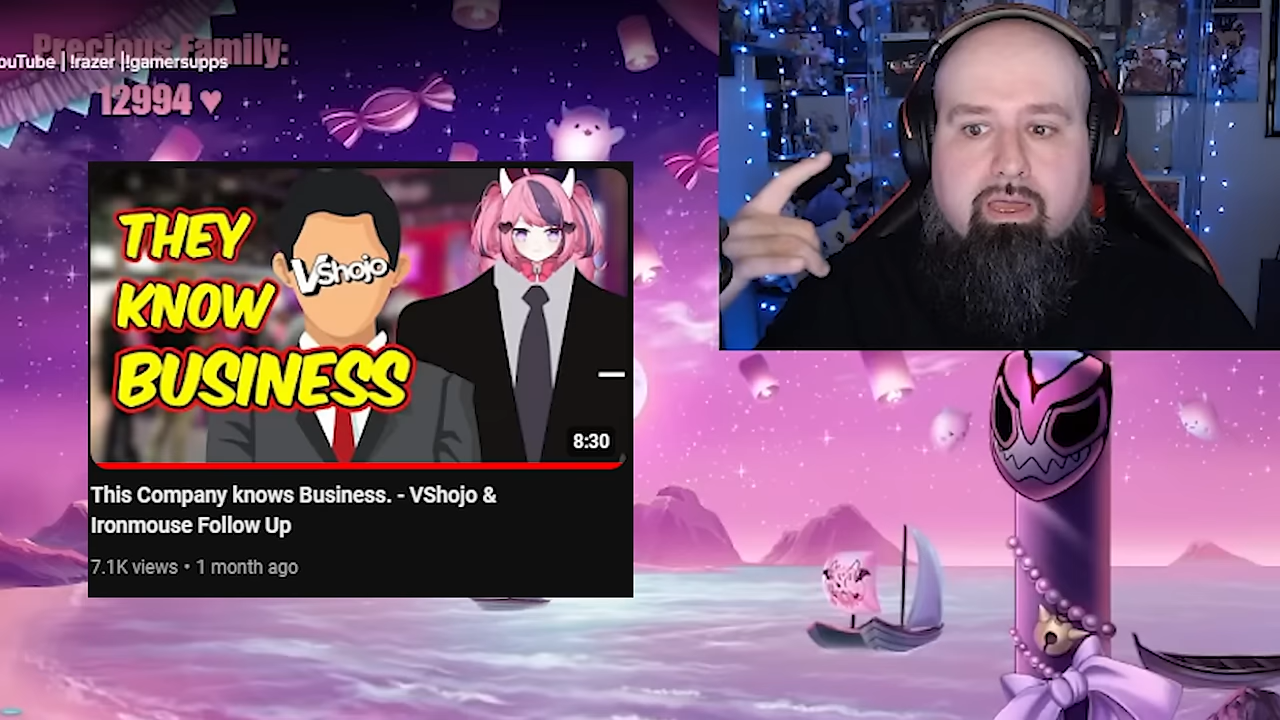 Precious Family:
ouTube | !razer |!gamersupps
12994 ♥
THEY
KNOW
BUSINESS
VShojo
8:30
This Company knows Business. - VShojo &
Ironmouse Follow Up
7.1K views • 1 month ago